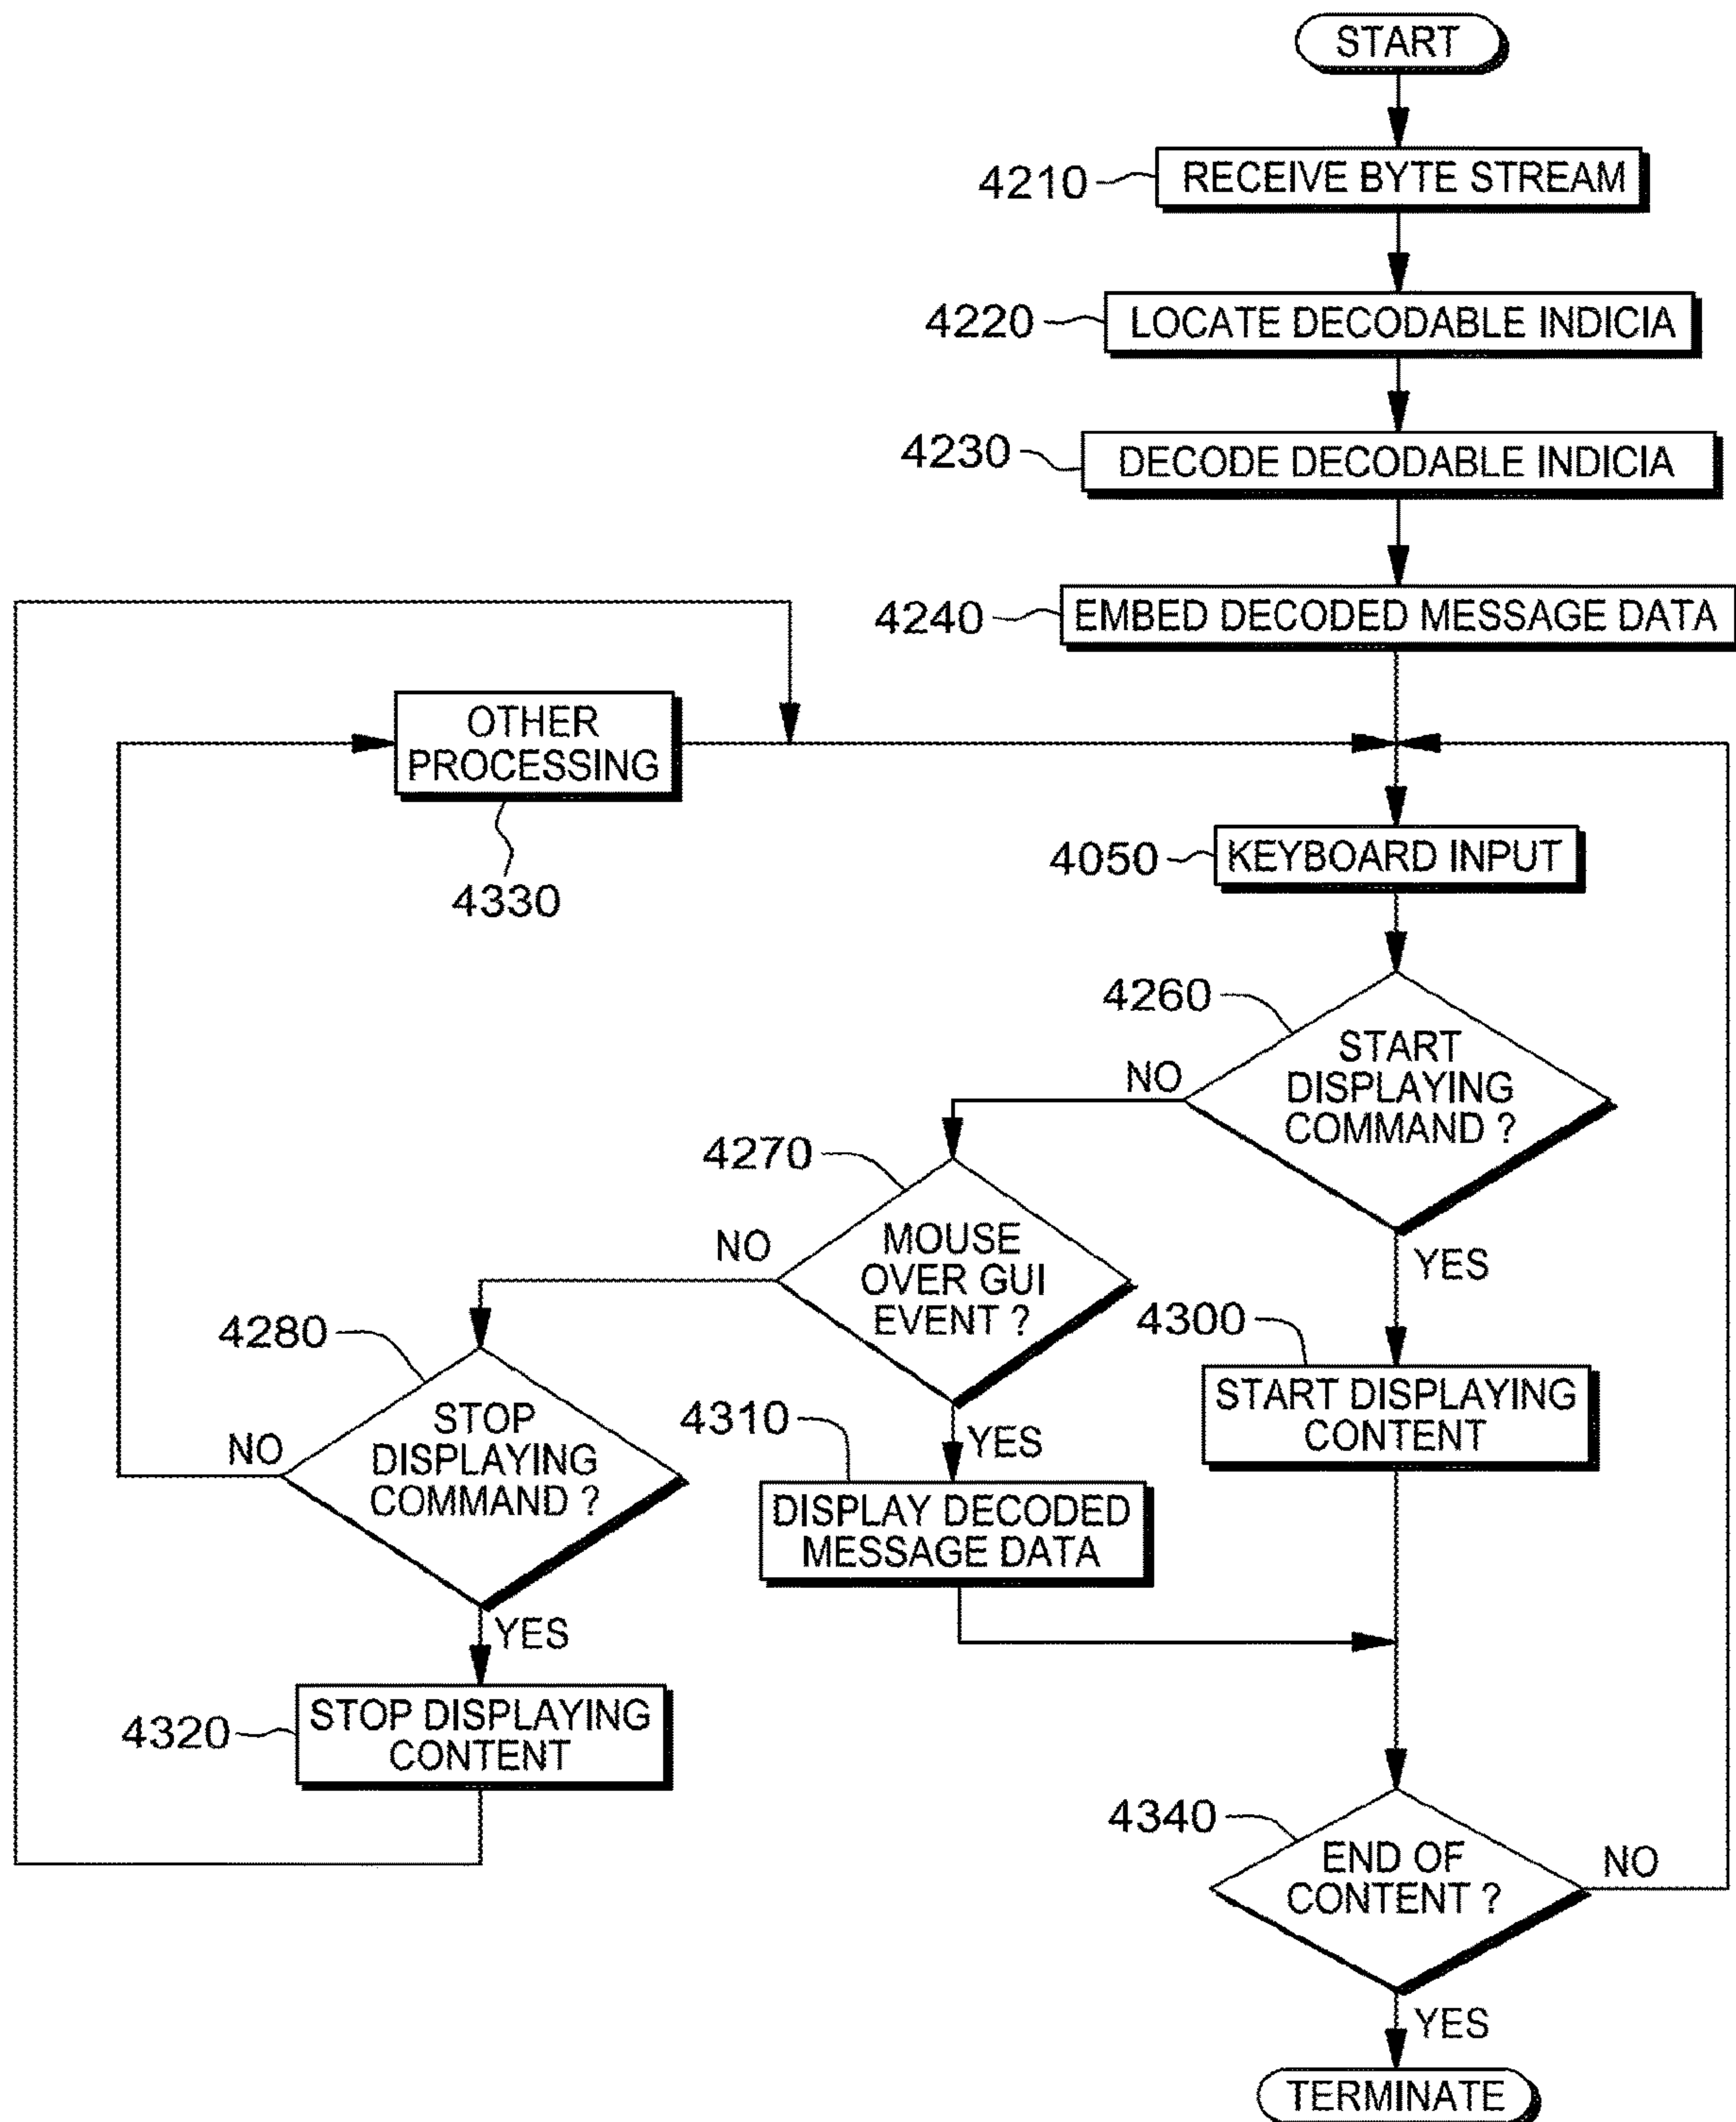 START
4210
RECEIVE BYTE STREAM
4220
LOCATE DECODABLE INDICIA
4230
DECODE DECODABLE INDICIA
4240
EMBED DECODED MESSAGE DATA
OTHER
PROCESSING
4330
4050
KEYBOARD INPUT
4260
START
DISPLAYING
COMMAND ?
NO
YES
4270
MOUSE
OVER GUI
EVENT ?
NO
YES
4280
STOP
DISPLAYING
COMMAND ?
NO
YES
4300
START DISPLAYING
CONTENT
4310
DISPLAY DECODED
MESSAGE DATA
4320
STOP DISPLAYING
CONTENT
4340
END OF
CONTENT ?
NO
YES
TERMINATE